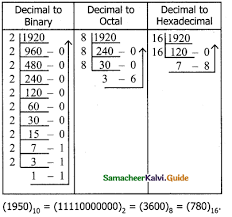 Decimal to Binary | Decimal to Octal | Decimal to Hexadecimal
2 | 1920 | 8 | 1920 | 16 | 1920
2 | 960 – 0 | 8 | 240 – 0 | 16 | 120 – 0
2 | 480 – 0 | 8 | 30 – 0 | 7 – 8
2 | 240 – 0 | 3 – 6
2 | 120 – 0
2 | 60 – 0
2 | 30 – 0
2 | 15 – 0
2 | 7 – 1
2 | 3 – 1
1 – 1
SamacheerKalvi.Guide
(1950)₁₀ = (11110000000)₂ = (3600)₈ = (780)₁₆.